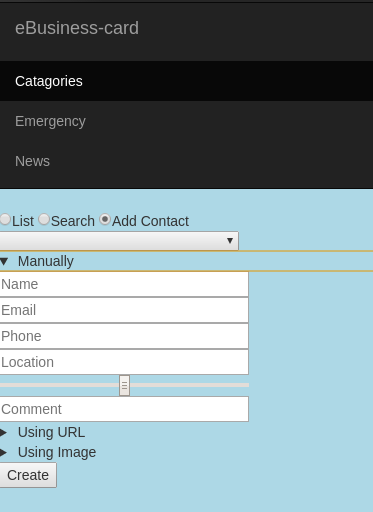 eBusiness-card
Catagories
Emergency
News
List Search Add Contact
Manually
Name
Email
Phone
Location
Comment
Using URL
Using Image
Create